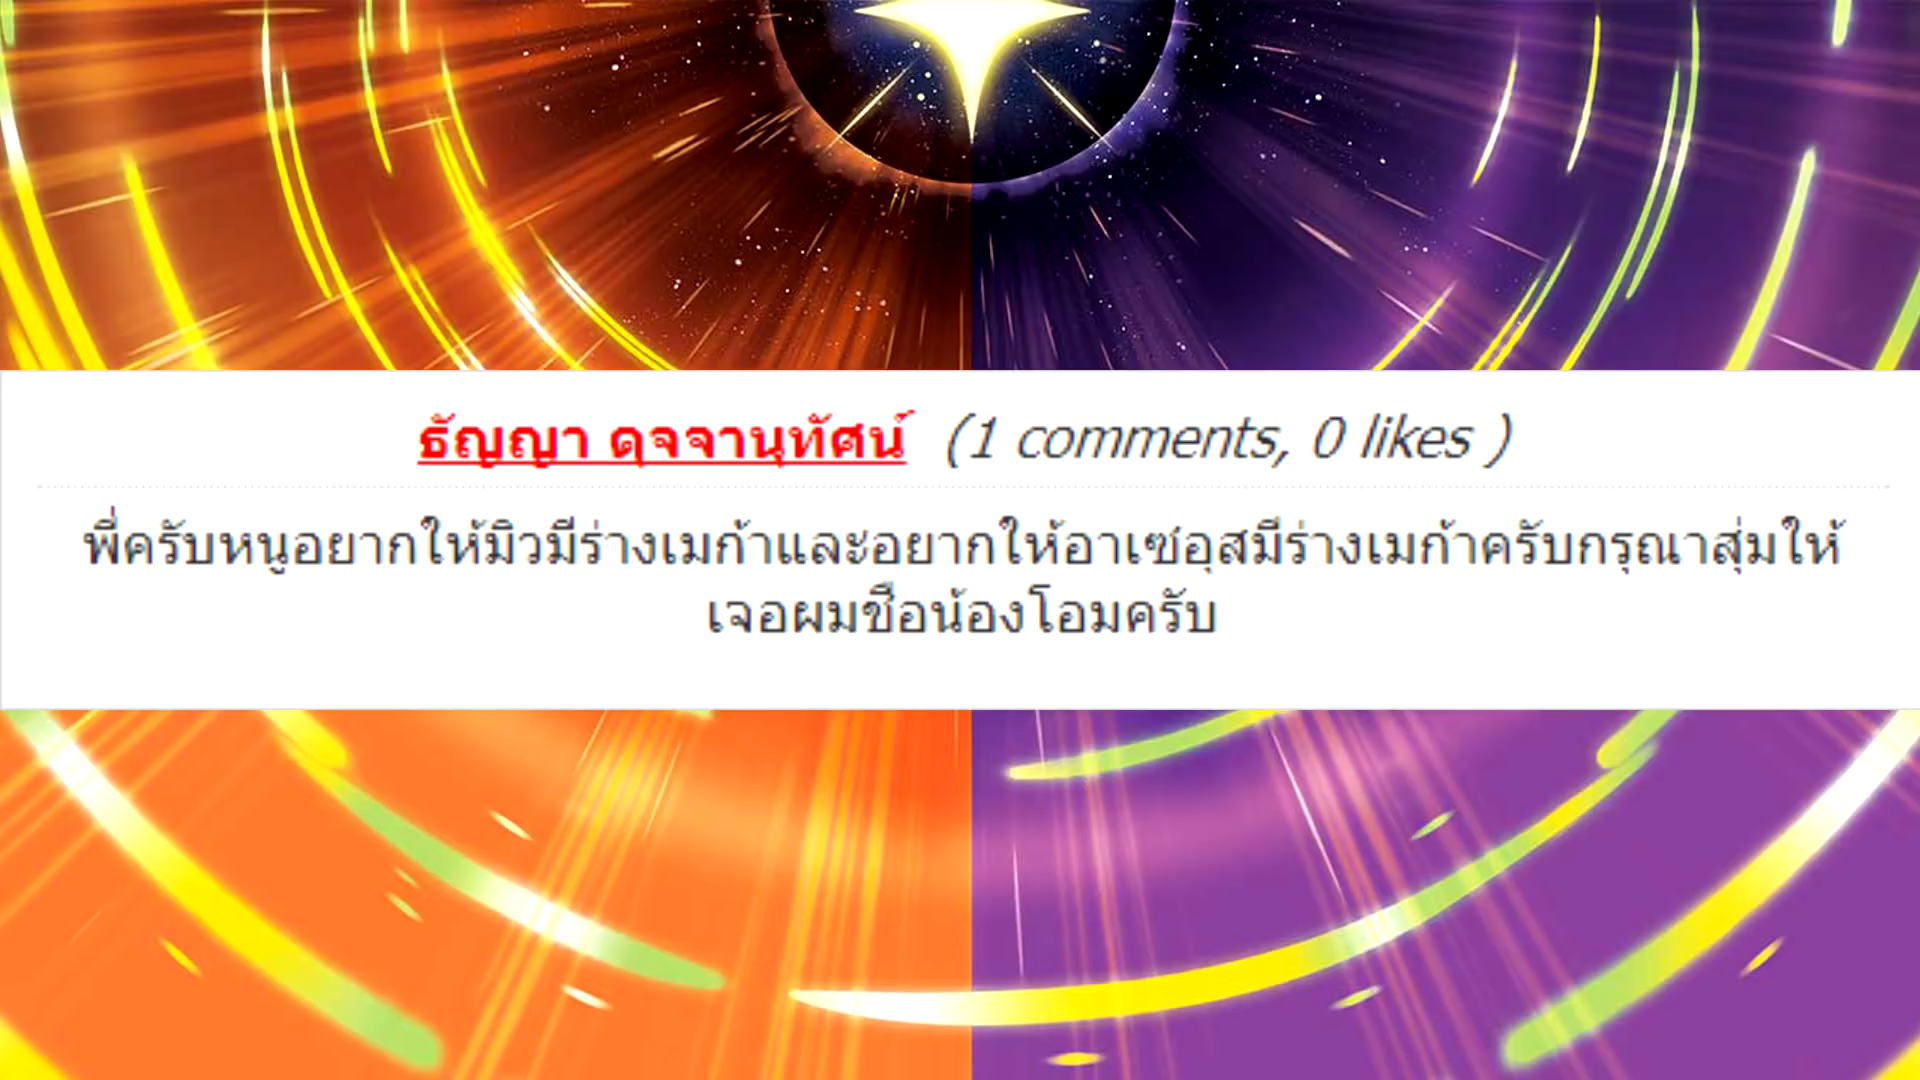 ธัญญา ดุจจานุทัศน์ (1 comments, 0 likes )
พี่ครับหนูอยากให้มิวมีร่างเมก้าและอยากให้อาเซอุสมีร่างเมก้าครับกรุณาสุ่มให้
เจอผมชื่อน้องโอมครับ